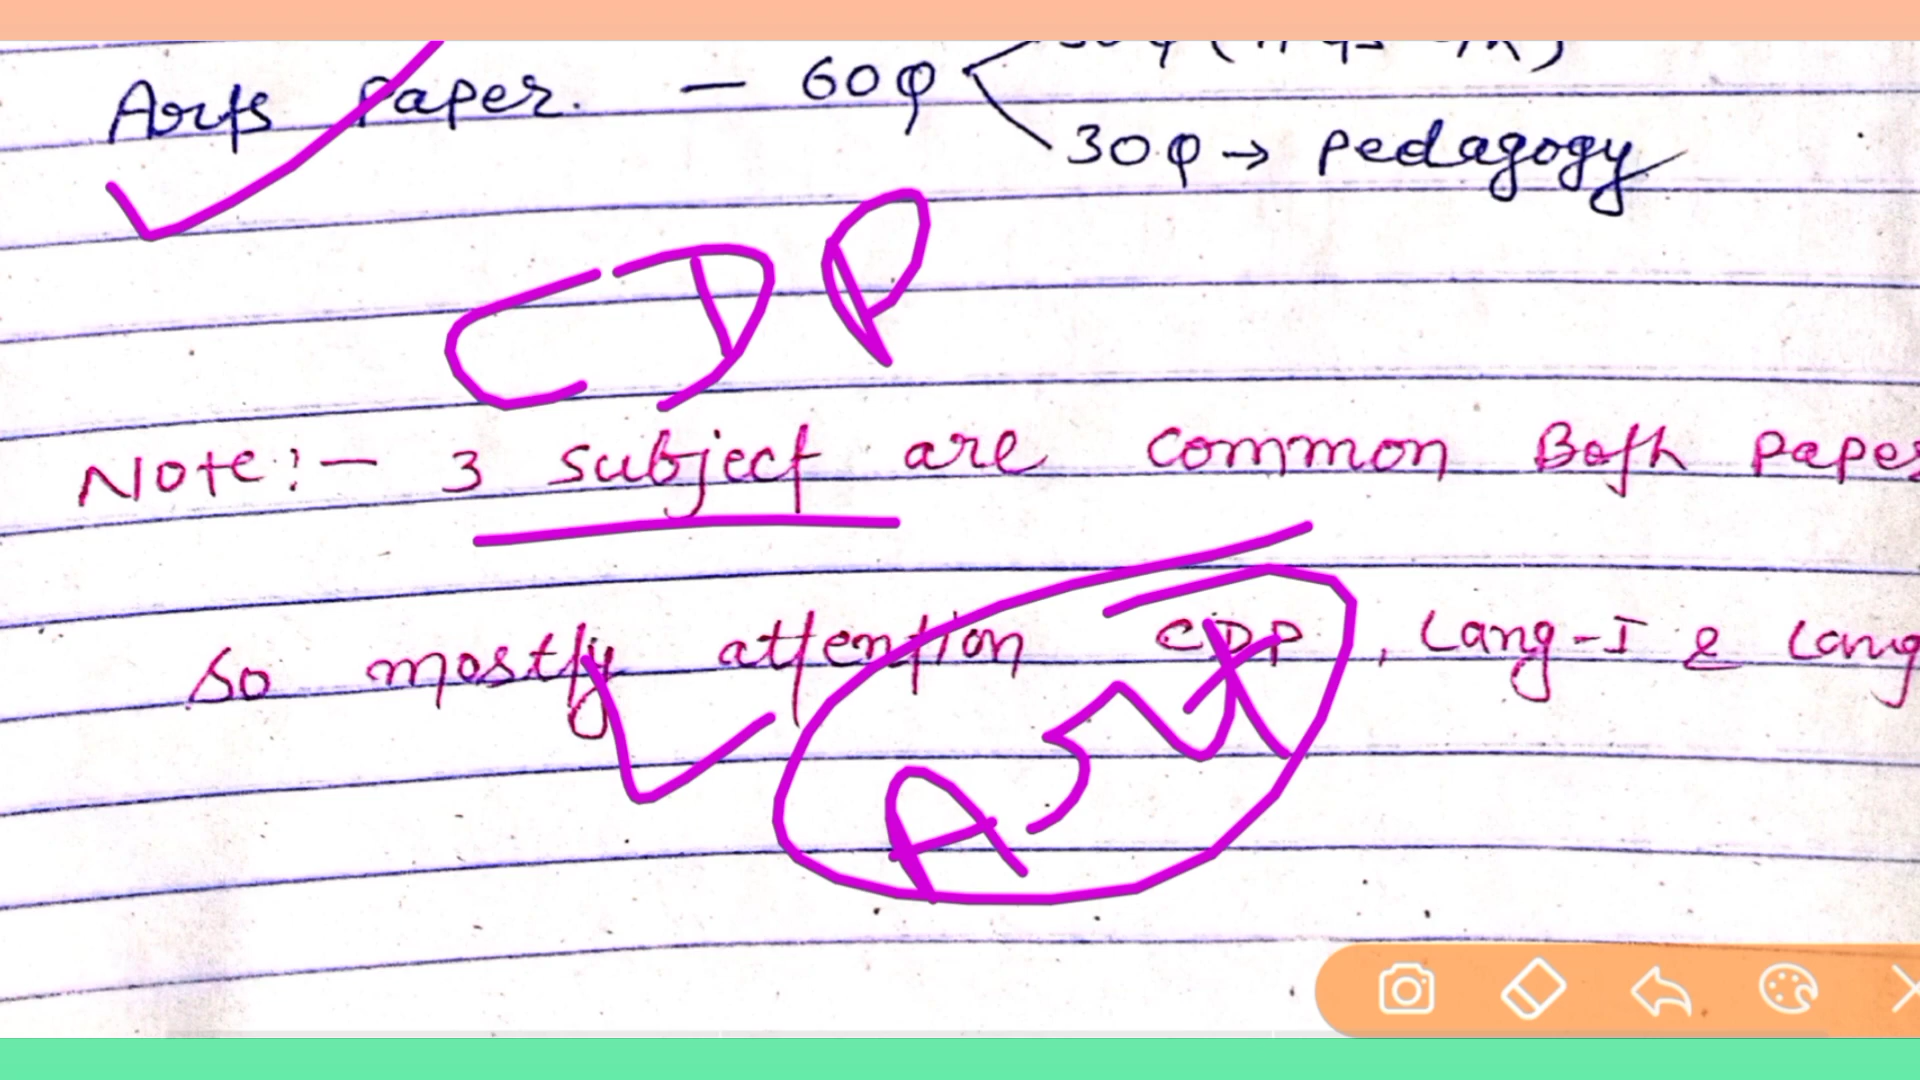 Arts Paper. – 60Q
30Q → Pedagogy
CDP
Note:- 3 subject are common Both Paper
So mostly attention CDP, Lang-I & Lang
Art